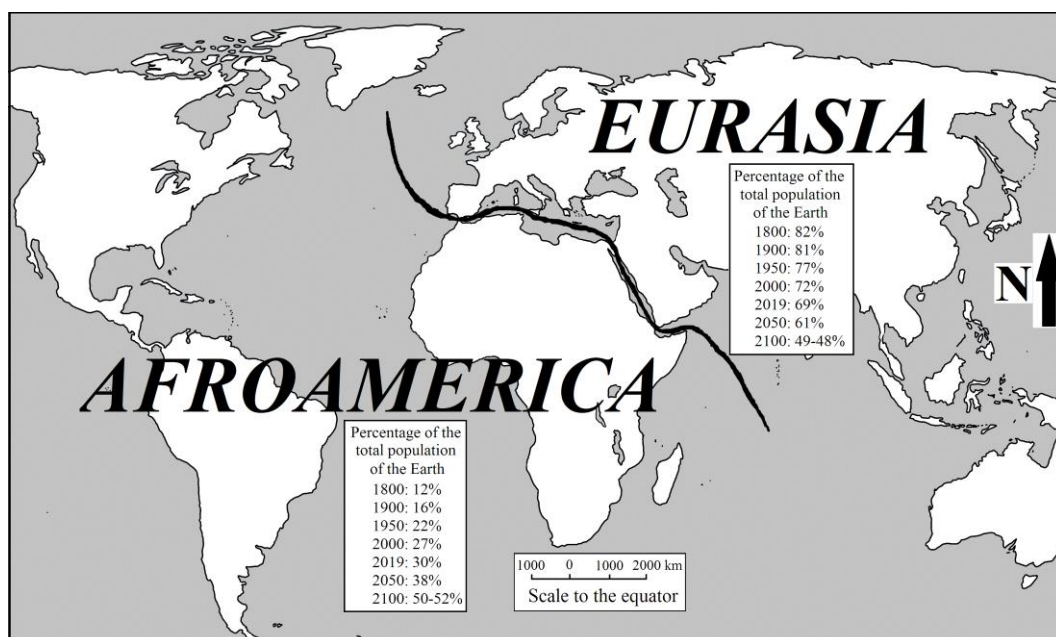 EURASIA
Percentage of the
total population
of the Earth
1800: 82%
1900: 81%
1950: 77%
2000: 72%
2019: 69%
2050: 61%
2100: 49-48%
N
AFROAMERICA
Percentage of the
total population
of the Earth
1800: 12%
1900: 16%
1950: 22%
2000: 27%
2019: 30%
2050: 38%
2100: 50-52%
1000 0 1000 2000 km
Scale to the equator